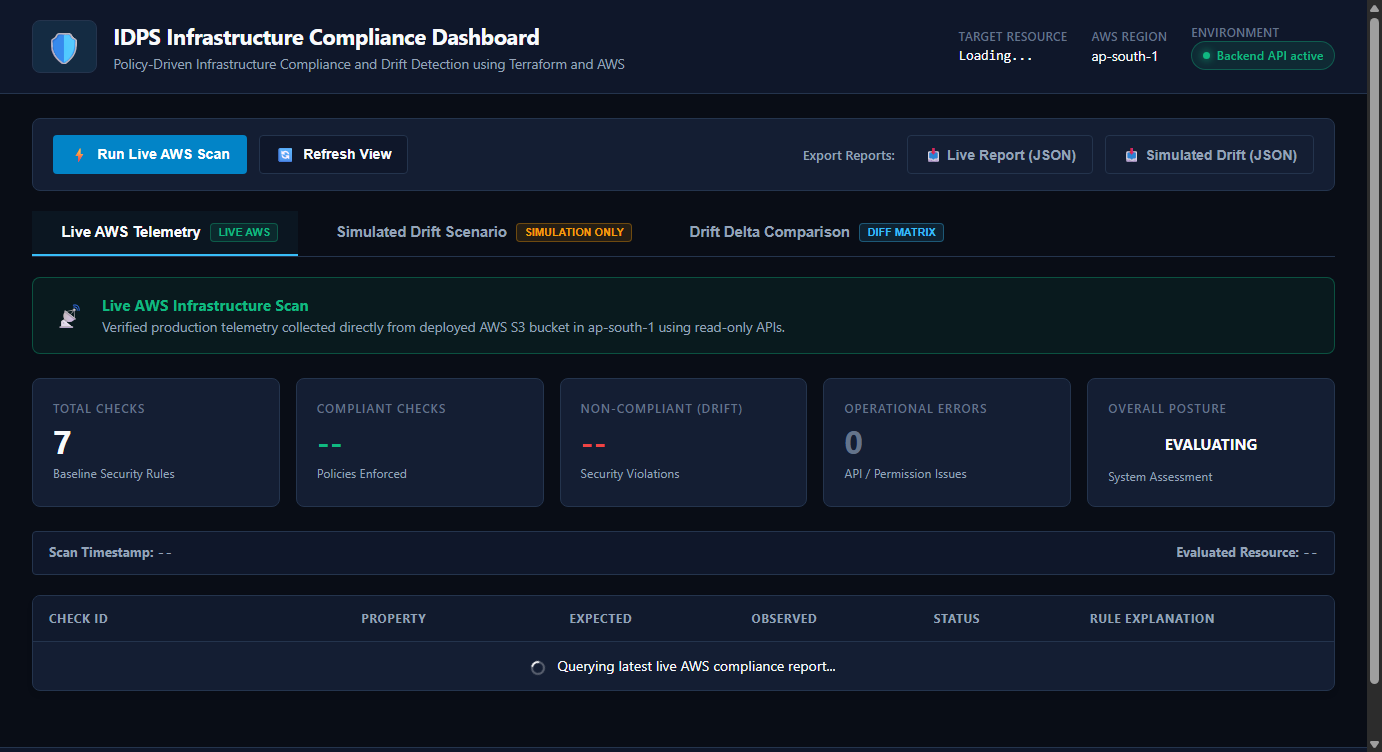 IDPS Infrastructure Compliance Dashboard
Policy-Driven Infrastructure Compliance and Drift Detection using Terraform and AWS
TARGET RESOURCE
Loading...
AWS REGION
ap-south-1
ENVIRONMENT
Backend API active
Run Live AWS Scan
Refresh View
Export Reports:
Live Report (JSON)
Simulated Drift (JSON)
Live AWS Telemetry LIVE AWS
Simulated Drift Scenario SIMULATION ONLY
Drift Delta Comparison DIFF MATRIX
Live AWS Infrastructure Scan
Verified production telemetry collected directly from deployed AWS S3 bucket in ap-south-1 using read-only APIs.
TOTAL CHECKS
7
Baseline Security Rules
COMPLIANT CHECKS
--
Policies Enforced
NON-COMPLIANT (DRIFT)
--
Security Violations
OPERATIONAL ERRORS
0
API / Permission Issues
OVERALL POSTURE
EVALUATING
System Assessment
Scan Timestamp: --
Evaluated Resource: --
CHECK ID PROPERTY EXPECTED OBSERVED STATUS RULE EXPLANATION
Querying latest live AWS compliance report...